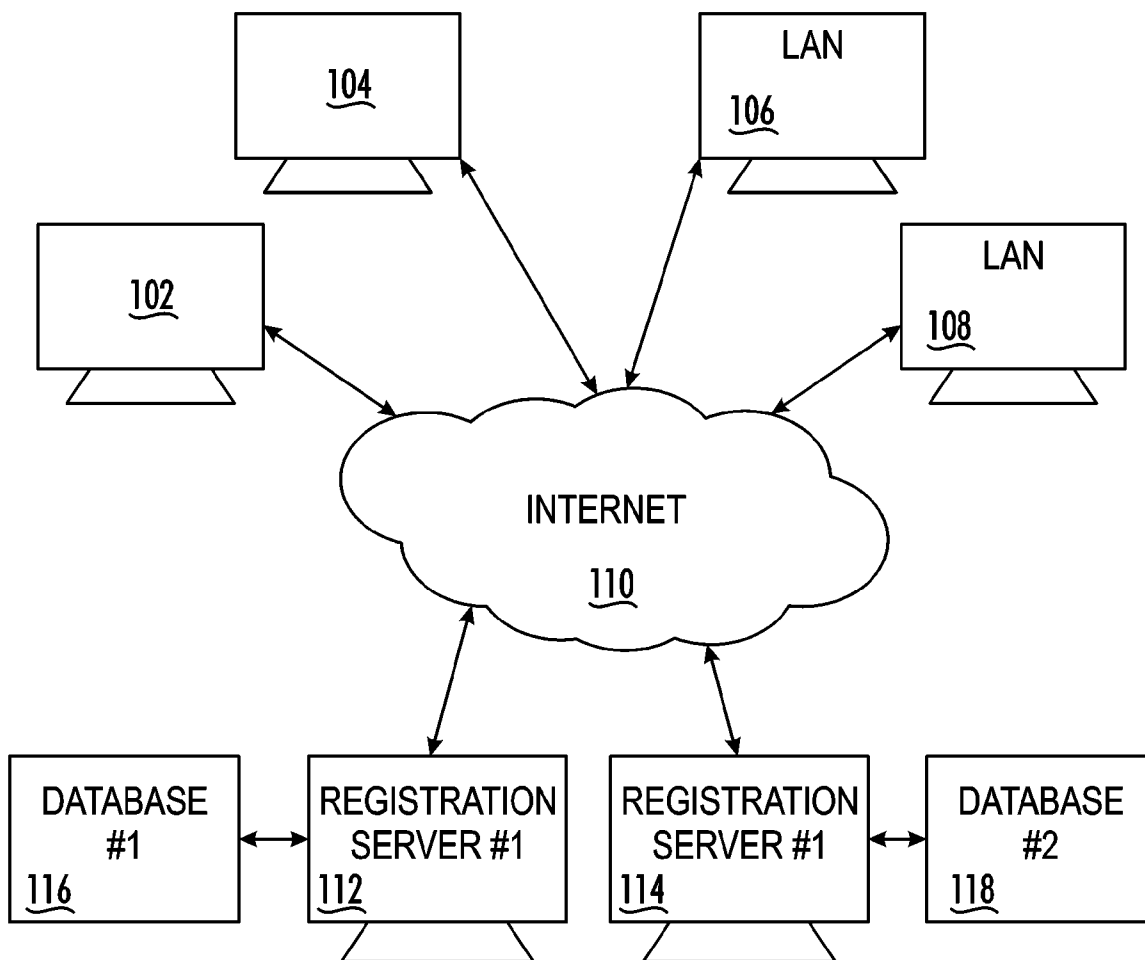 104
LAN
106
102
LAN
108
INTERNET
110
DATABASE
#1
116
REGISTRATION
SERVER #1
112
REGISTRATION
SERVER #1
114
DATABASE
#2
118